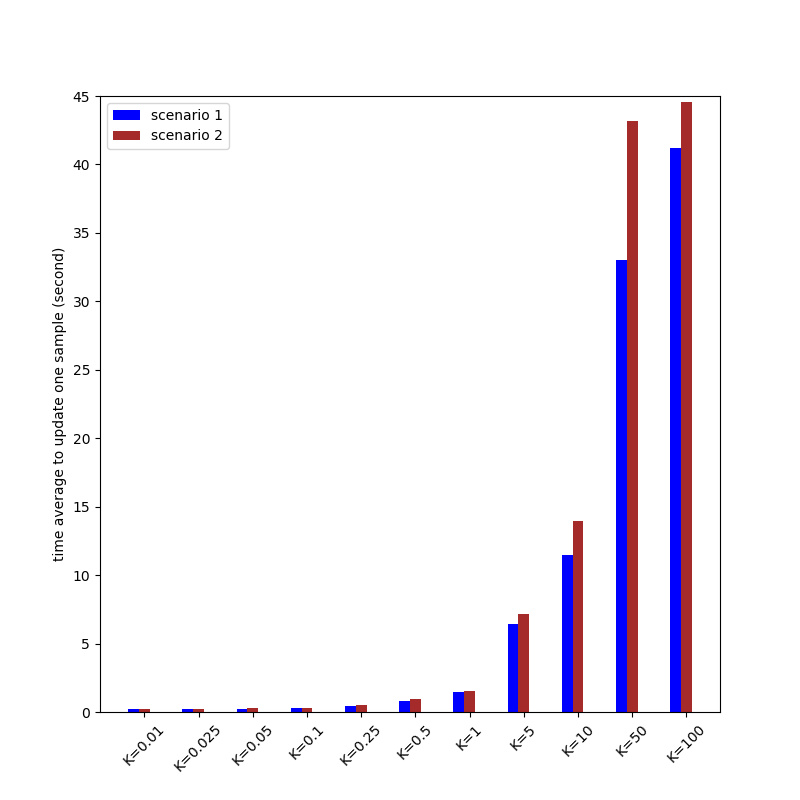 scenario 1
scenario 2
time average to update one sample (second)
45
40
35
30
25
20
15
10
5
0
K=0.01
K=0.025
K=0.05
K=0.1
K=0.25
K=0.5
K=1
K=5
K=10
K=50
K=100